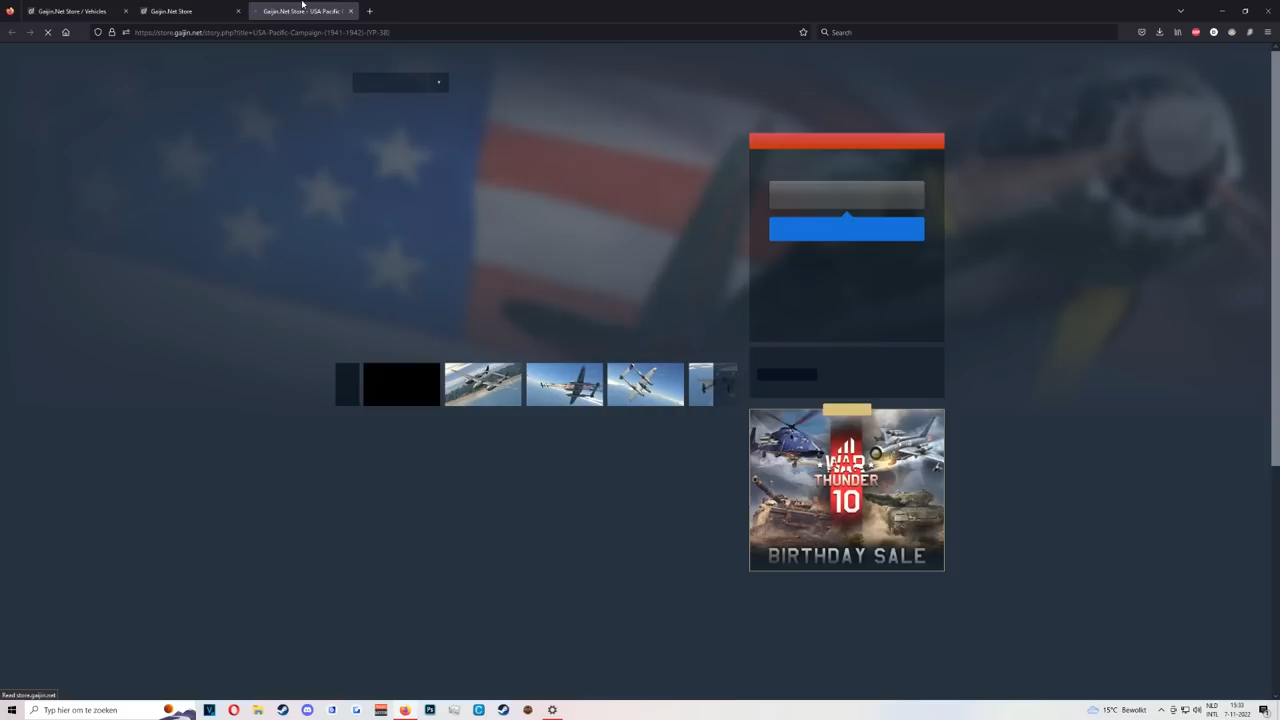 Gaijin.Net Store / Vehicles
Gaijin.Net Store
Gaijin.Net Store - USA Pacific C
https://store.gaijin.net/story.php?title=USA-Pacific-Campaign-(1941-1942)-(YP-38)
Search
WAR
THUNDER
10
BIRTHDAY SALE
Read store.gaijin.net
Typ hier om te zoeken
15°C Bewolkt
NLD
INTL
15:33
7-11-2022